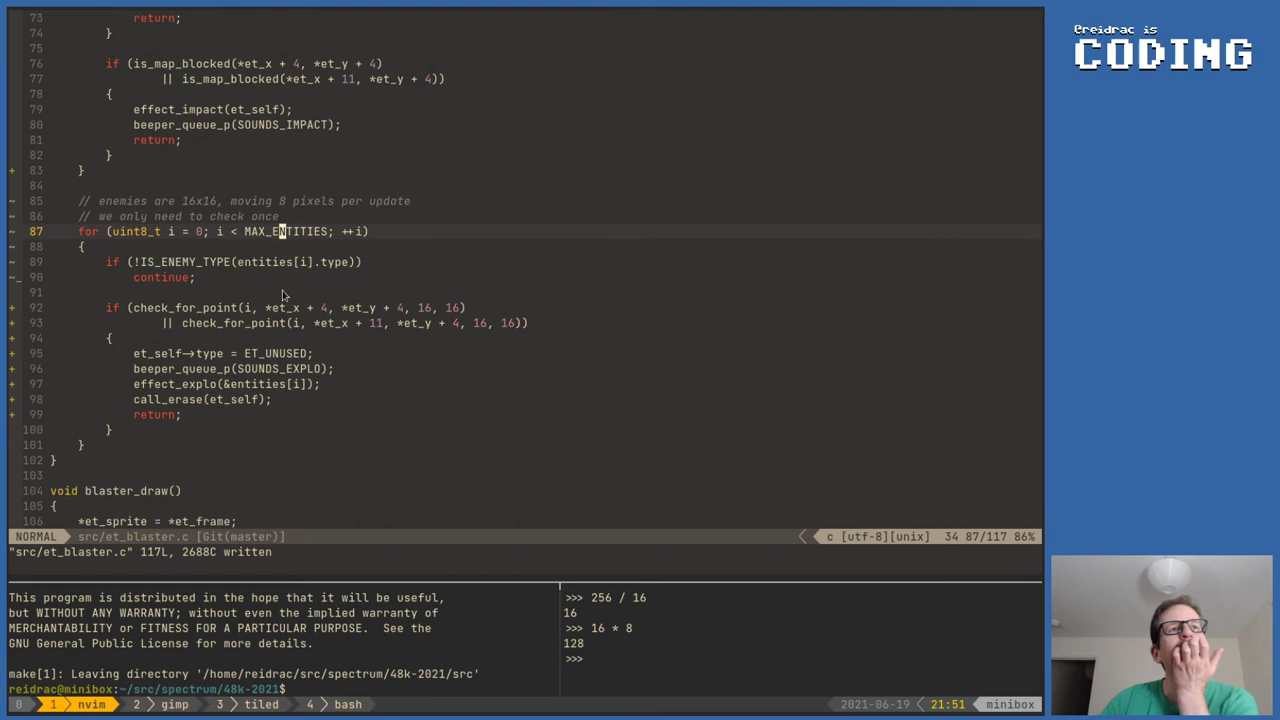 73             return;
74         }
75
76         if (is_map_blocked(*et_x + 4, *et_y + 4)
77                 || is_map_blocked(*et_x + 11, *et_y + 4))
78         {
79             effect_impact(et_self);
80             beeper_queue_p(SOUNDS_IMPACT);
81             return;
82         }
+ 83     }
84
~ 85     // enemies are 16x16, moving 8 pixels per update
~ 86     // we only need to check once
~ 87     for (uint8_t i = 0; i < MAX_ENTITIES; ++i)
~ 88     {
~ 89         if (!IS_ENEMY_TYPE(entities[i].type))
~_ 90             continue;
91
+ 92         if (check_for_point(i, *et_x + 4, *et_y + 4, 16, 16)
+ 93                 || check_for_point(i, *et_x + 11, *et_y + 4, 16, 16))
+ 94         {
+ 95             et_self->type = ET_UNUSED;
+ 96             beeper_queue_p(SOUNDS_EXPLO);
+ 97             effect_explo(&entities[i]);
+ 98             call_erase(et_self);
+ 99             return;
100         }
101     }
102 }
103
104 void blaster_draw()
105 {
106     *et_sprite = *et_frame;
NORMAL src/et_blaster.c [Git(master)] c [utf-8][unix] 34 87/117 86%
"src/et_blaster.c" 117L, 2688C written
This program is distributed in the hope that it will be useful,
but WITHOUT ANY WARRANTY; without even the implied warranty of
MERCHANTABILITY or FITNESS FOR A PARTICULAR PURPOSE.  See the
GNU General Public License for more details.
make[1]: Leaving directory '/home/reidrac/src/spectrum/48k-2021/src'
reidrac@minibox:~/src/spectrum/48k-2021$
>>> 256 / 16
16
>>> 16 * 8
128
>>>
0 1 nvim 2 gimp 3 tiled 4 bash 2021-06-19 21:51 minibox
@reidrac is
CODING